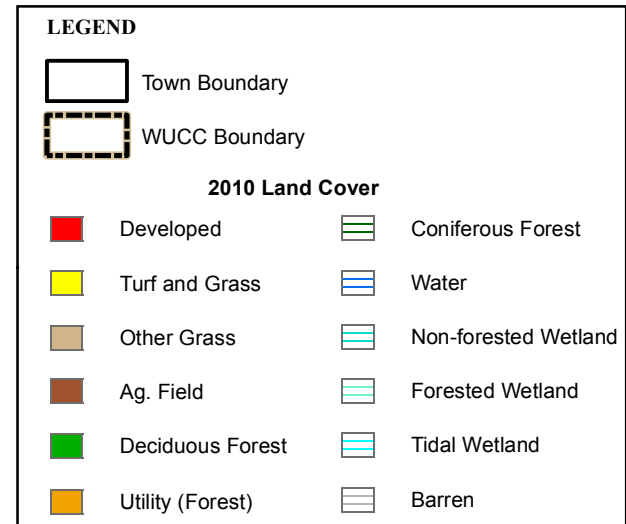 LEGEND
Town Boundary
WUCC Boundary
2010 Land Cover
Developed
Turf and Grass
Other Grass
Ag. Field
Deciduous Forest
Utility (Forest)
Coniferous Forest
Water
Non-forested Wetland
Forested Wetland
Tidal Wetland
Barren